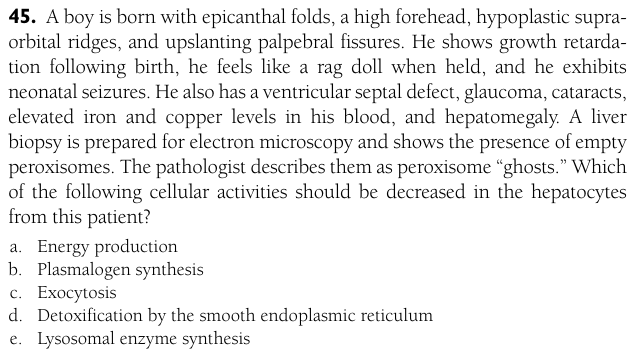 45. A boy is born with epicanthal folds, a high forehead, hypoplastic supra-
orbital ridges, and upslanting palpebral fissures. He shows growth retarda-
tion following birth, he feels like a rag doll when held, and he exhibits
neonatal seizures. He also has a ventricular septal defect, glaucoma, cataracts,
elevated iron and copper levels in his blood, and hepatomegaly. A liver
biopsy is prepared for electron microscopy and shows the presence of empty
peroxisomes. The pathologist describes them as peroxisome “ghosts.” Which
of the following cellular activities should be decreased in the hepatocytes
from this patient?
a. Energy production
b. Plasmalogen synthesis
c. Exocytosis
d. Detoxification by the smooth endoplasmic reticulum
e. Lysosomal enzyme synthesis